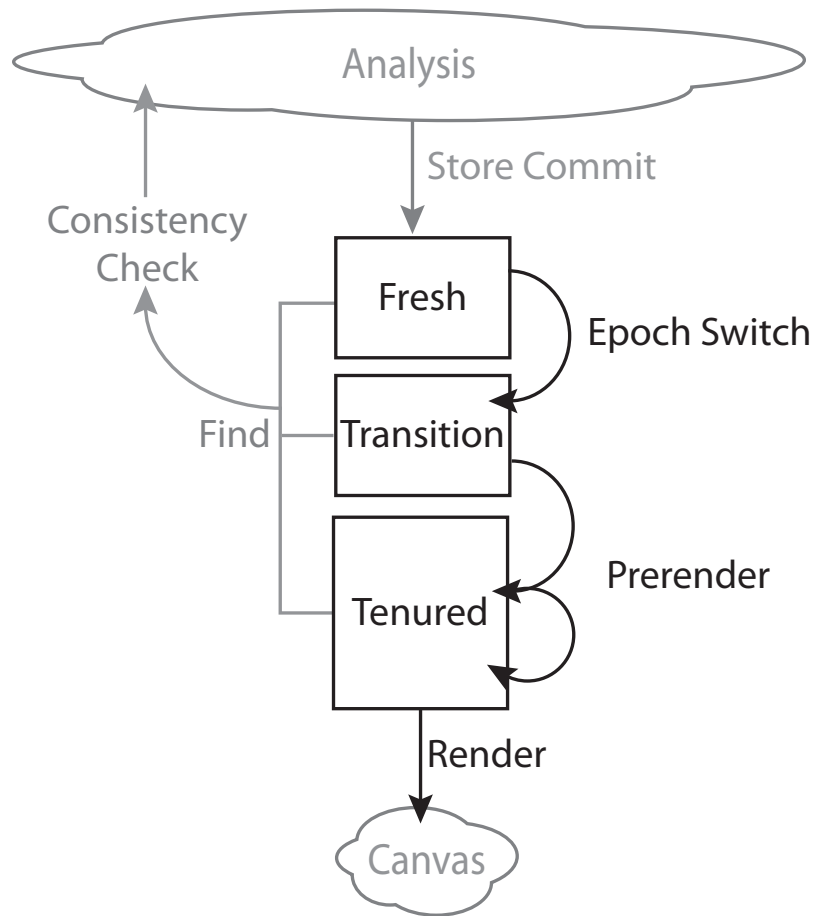 Analysis
Store Commit
Consistency
Check
Fresh
Epoch Switch
Find
Transition
Prerender
Tenured
Render
Canvas